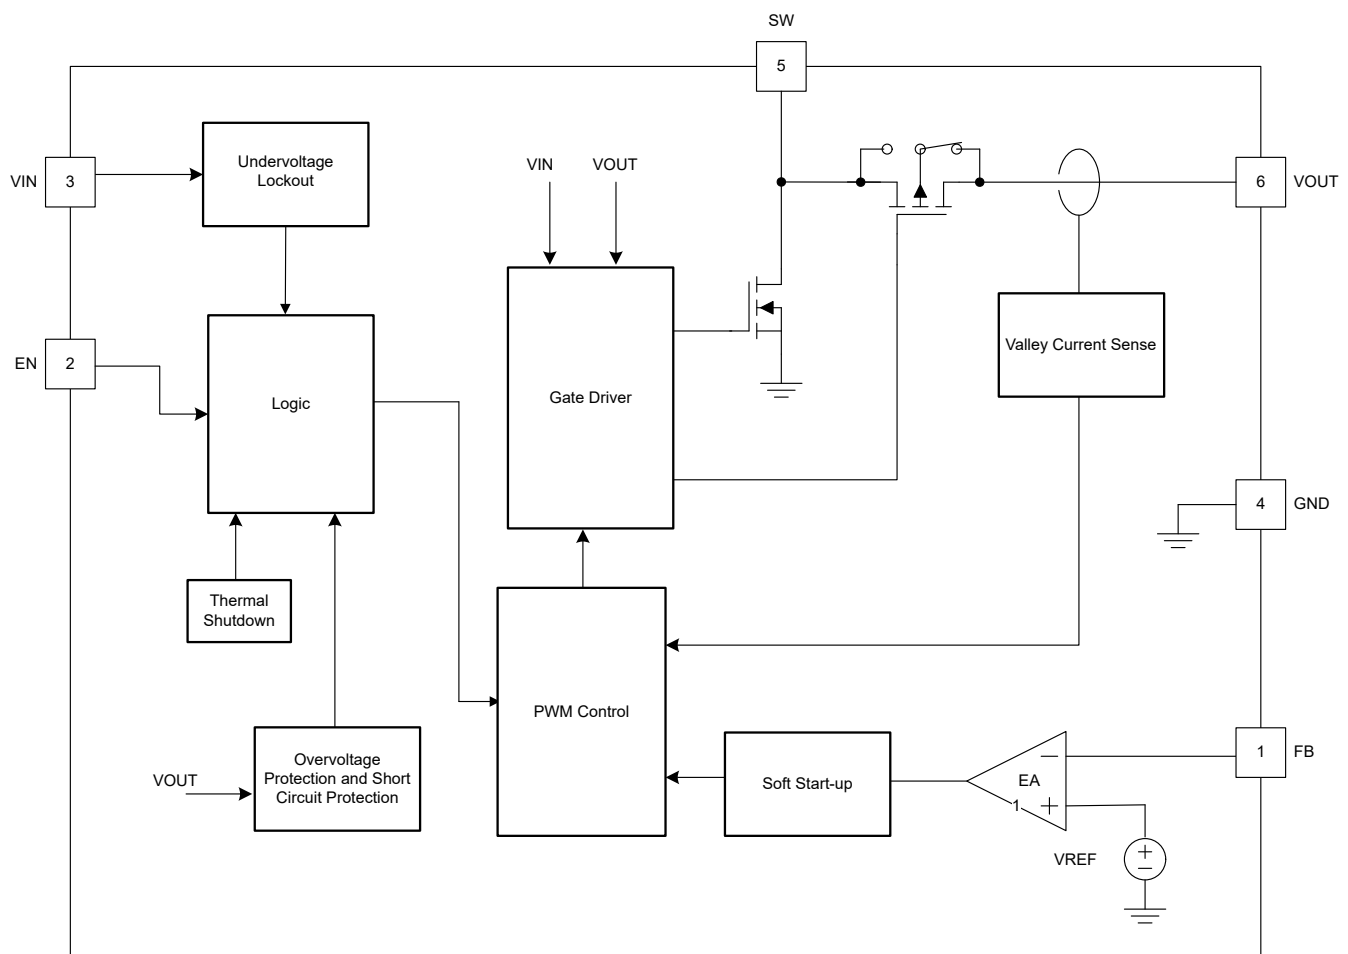 SW
5
Undervoltage
Lockout
VIN
3
VIN
VOUT
6
VOUT
EN
2
Logic
Gate Driver
Valley Current Sense
4
GND
Thermal
Shutdown
PWM Control
Overvoltage
Protection and Short
Circuit Protection
VOUT
Soft Start-up
EA
1
1
FB
VREF